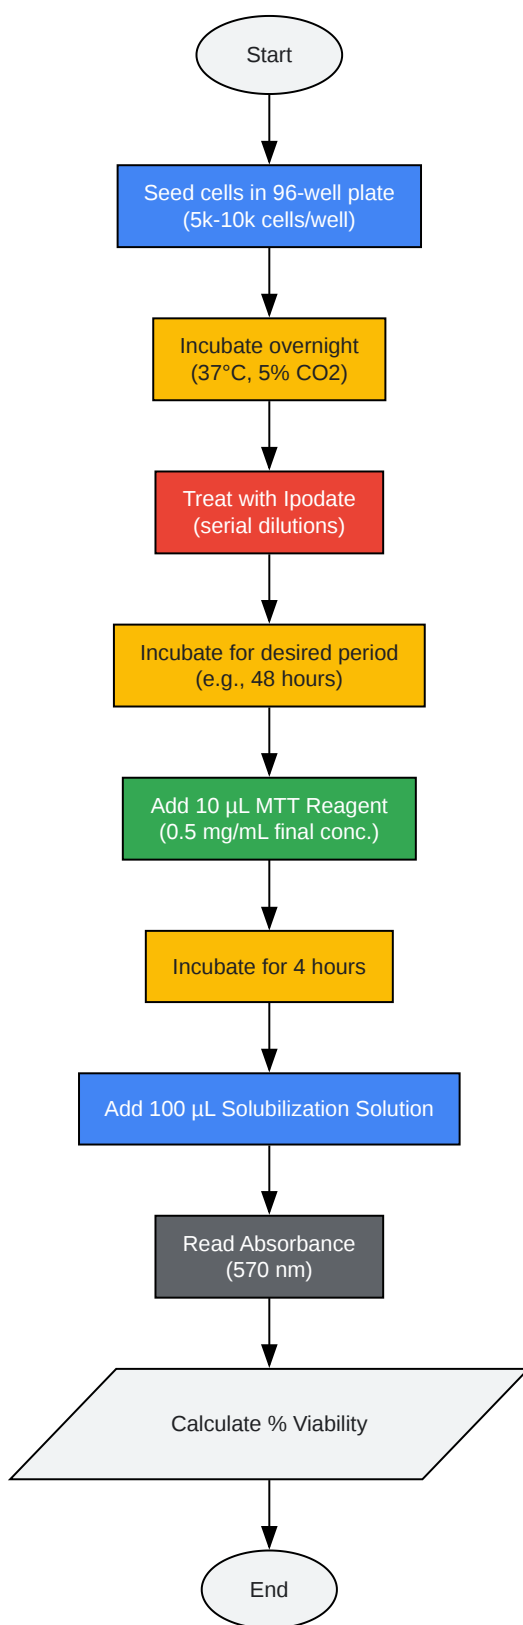 Start
Seed cells in 96-well plate
(5k-10k cells/well)
Incubate overnight
(37°C, 5% CO2)
Treat with Ipodate
(serial dilutions)
Incubate for desired period
(e.g., 48 hours)
Add 10 µL MTT Reagent
(0.5 mg/mL final conc.)
Incubate for 4 hours
Add 100 µL Solubilization Solution
Read Absorbance
(570 nm)
Calculate % Viability
End